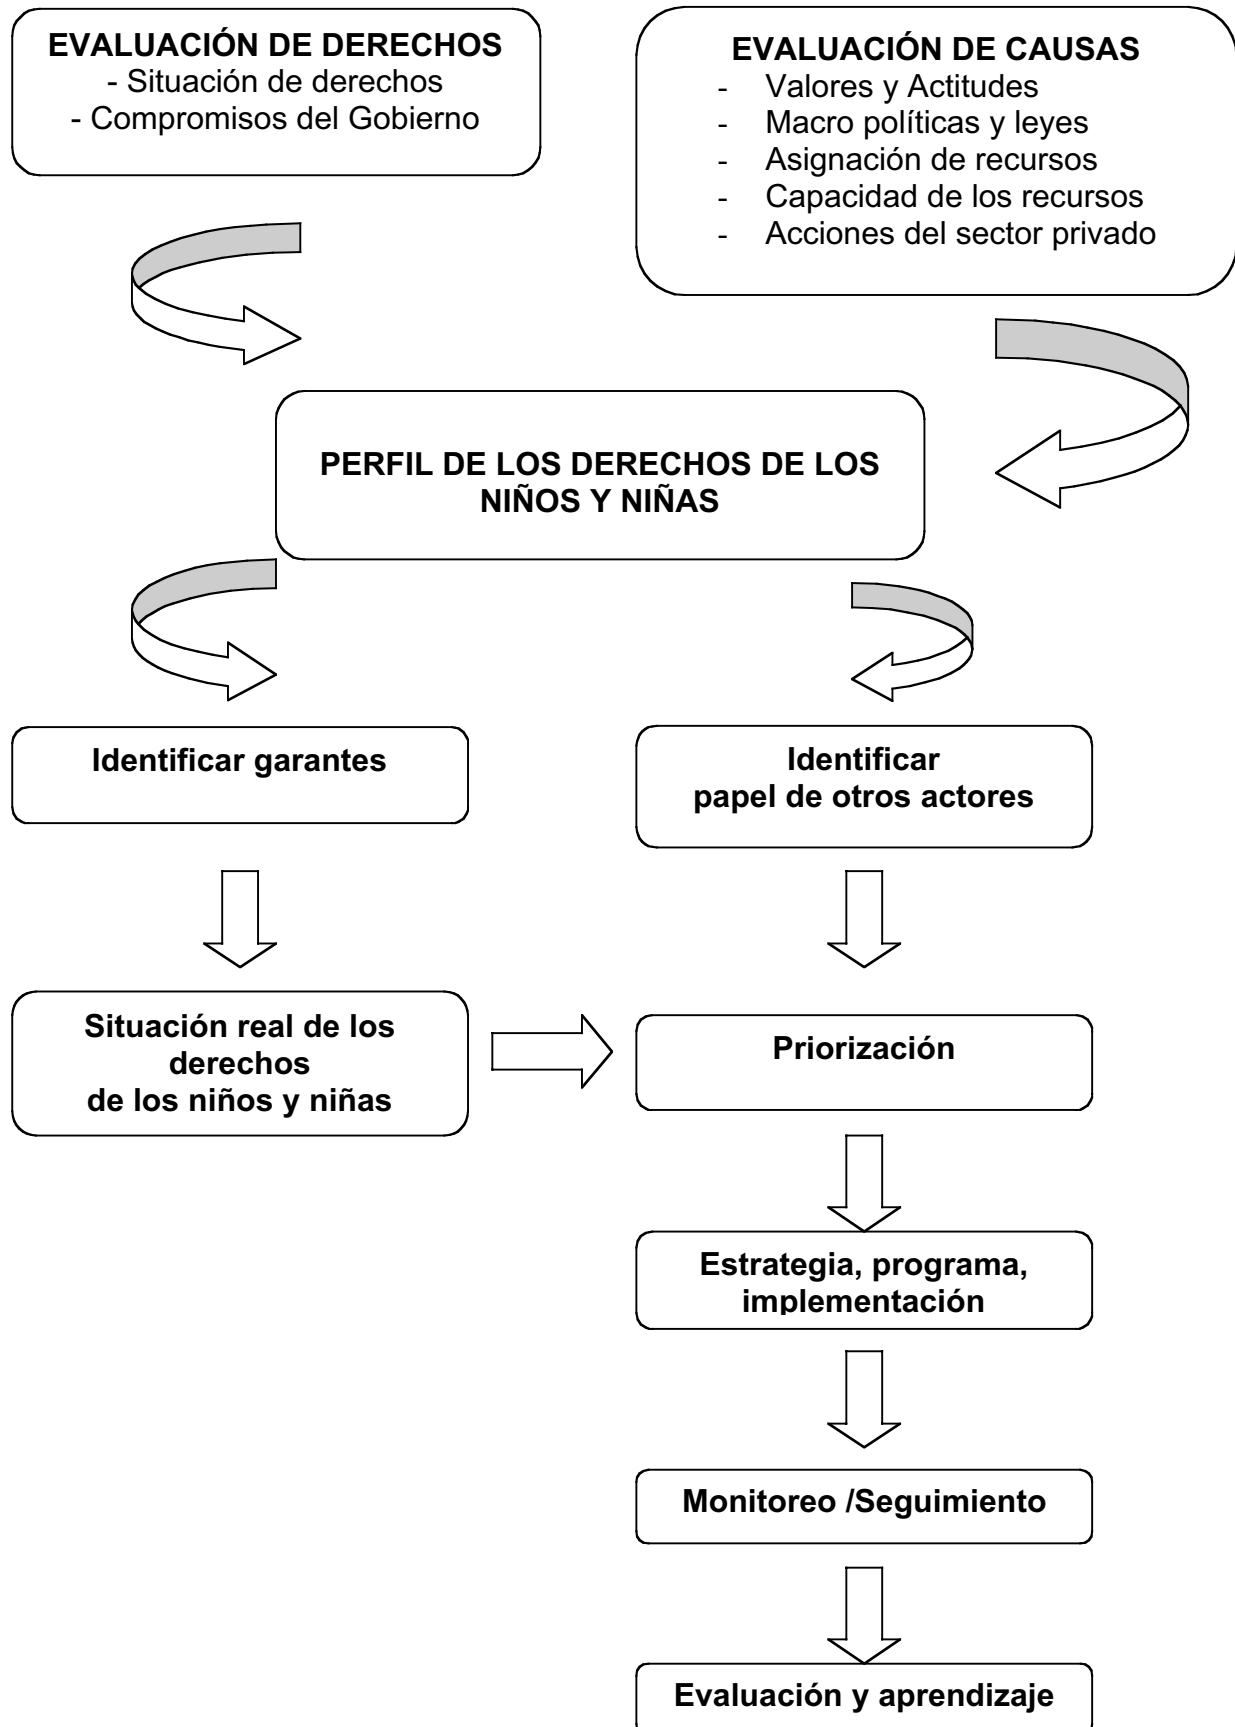 EVALUACIÓN DE DERECHOS
- Situación de derechos
- Compromisos del Gobierno
EVALUACIÓN DE CAUSAS
- Valores y Actitudes
- Macro políticas y leyes
- Asignación de recursos
- Capacidad de los recursos
- Acciones del sector privado
PERFIL DE LOS DERECHOS DE LOS
NIÑOS Y NIÑAS
Identificar garantes
Identificar
papel de otros actores
Situación real de los
derechos
de los niños y niñas
Priorización
Estrategia, programa,
implementación
Monitoreo /Seguimiento
Evaluación y aprendizaje